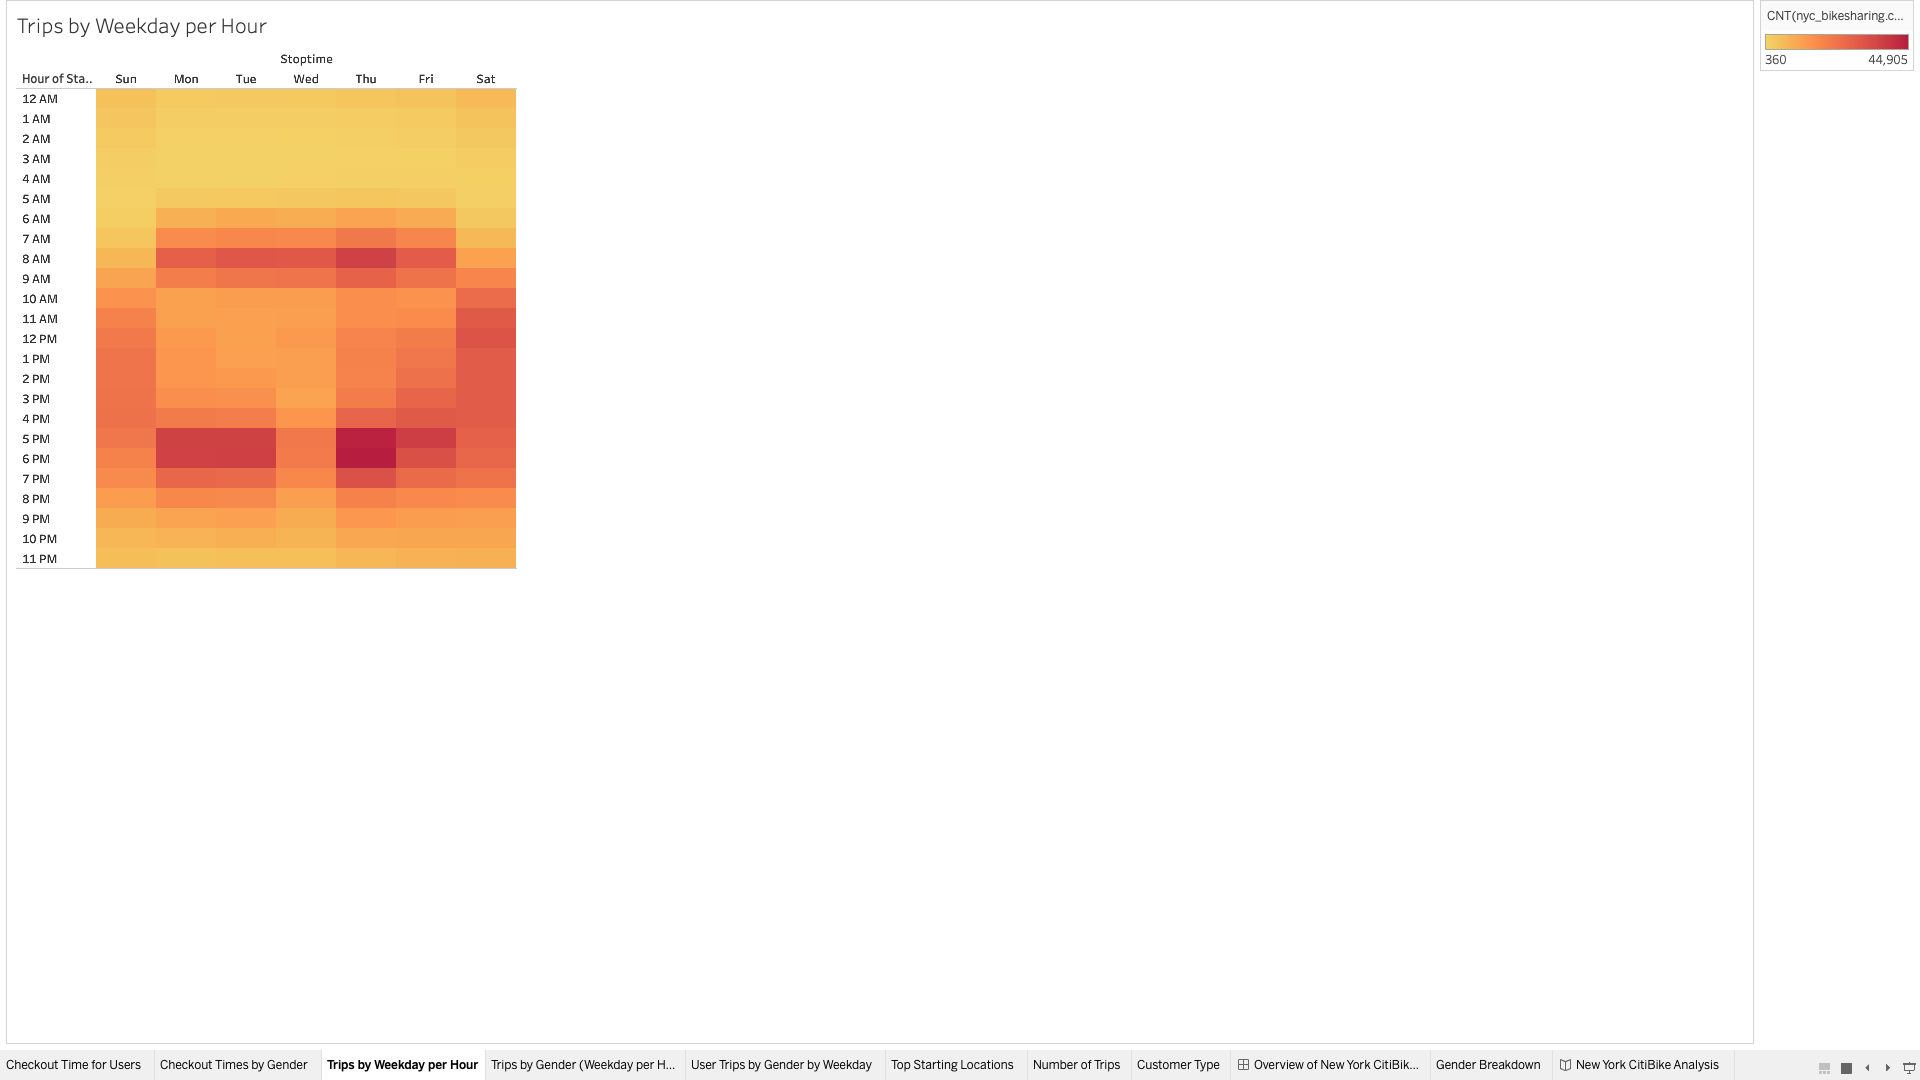 Trips by Weekday per Hour
Stoptime
Hour of Sta.. Sun Mon Tue Wed Thu Fri Sat
12 AM
1 AM
2 AM
3 AM
4 AM
5 AM
6 AM
7 AM
8 AM
9 AM
10 AM
11 AM
12 PM
1 PM
2 PM
3 PM
4 PM
5 PM
6 PM
7 PM
8 PM
9 PM
10 PM
11 PM
CNT(nyc_bikesharing.c...
360 44,905
Checkout Time for Users Checkout Times by Gender Trips by Weekday per Hour Trips by Gender (Weekday per H... User Trips by Gender by Weekday Top Starting Locations Number of Trips Customer Type Overview of New York CitiBik... Gender Breakdown New York CitiBike Analysis